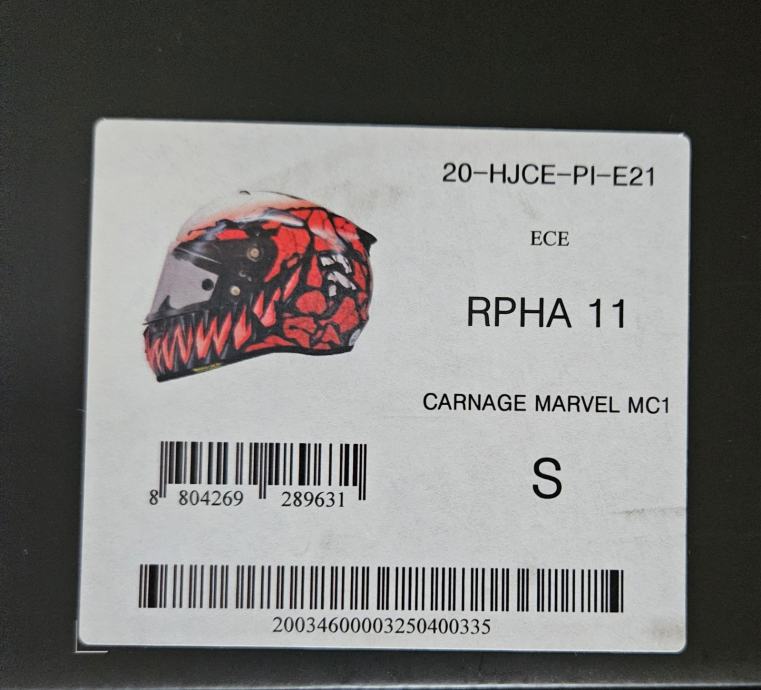 20-HJCE-PI-E21
ECE
RPHA 11
CARNAGE MARVEL MC1
S
8 804269 289631
20034600003250400335